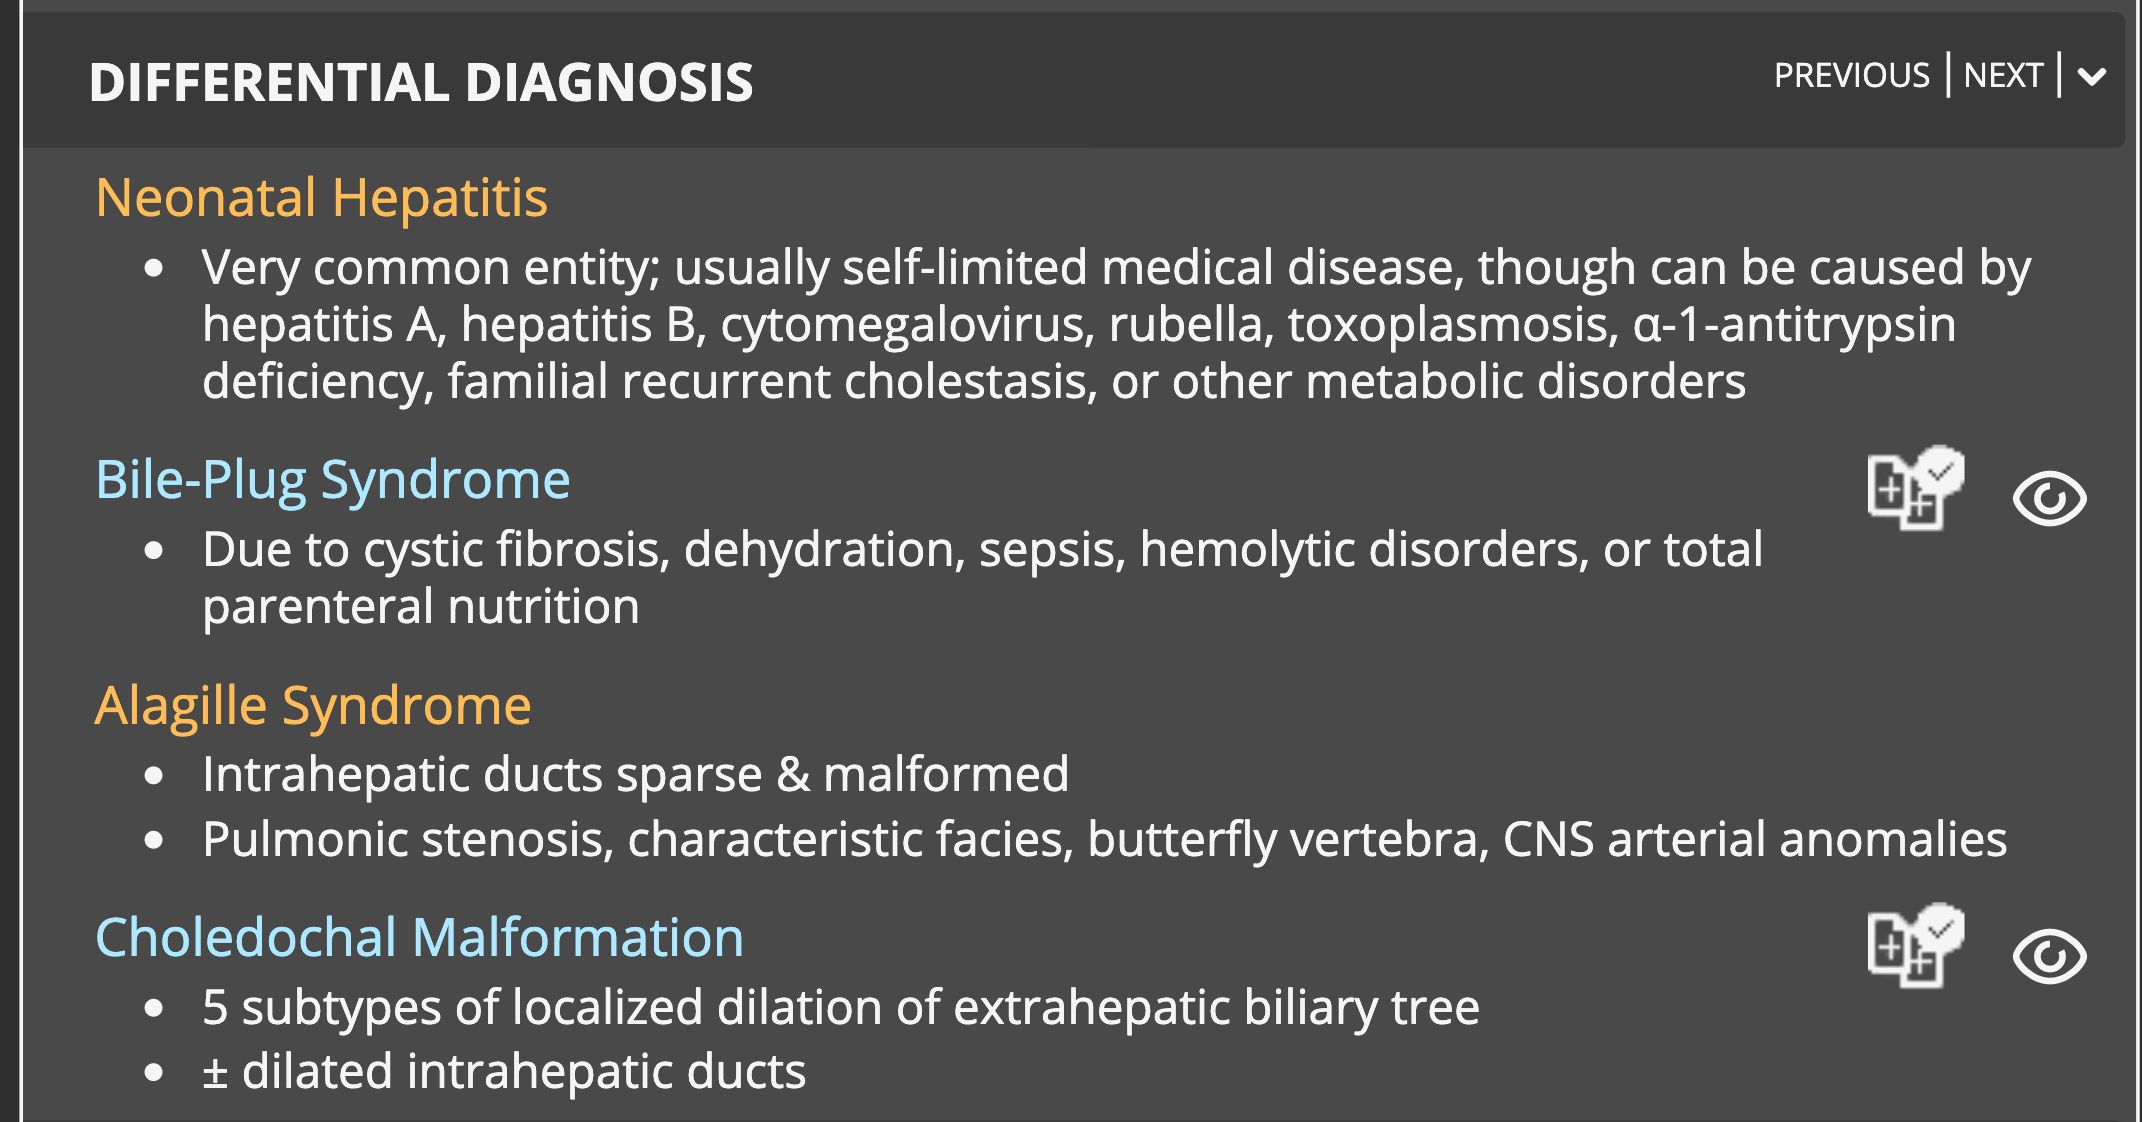 DIFFERENTIAL DIAGNOSIS
PREVIOUS | NEXT |
Neonatal Hepatitis
• Very common entity; usually self-limited medical disease, though can be caused by
hepatitis A, hepatitis B, cytomegalovirus, rubella, toxoplasmosis, α-1-antitrypsin
deficiency, familial recurrent cholestasis, or other metabolic disorders
Bile-Plug Syndrome
• Due to cystic fibrosis, dehydration, sepsis, hemolytic disorders, or total
parenteral nutrition
Alagille Syndrome
• Intrahepatic ducts sparse & malformed
• Pulmonic stenosis, characteristic facies, butterfly vertebra, CNS arterial anomalies
Choledochal Malformation
• 5 subtypes of localized dilation of extrahepatic biliary tree
• ± dilated intrahepatic ducts